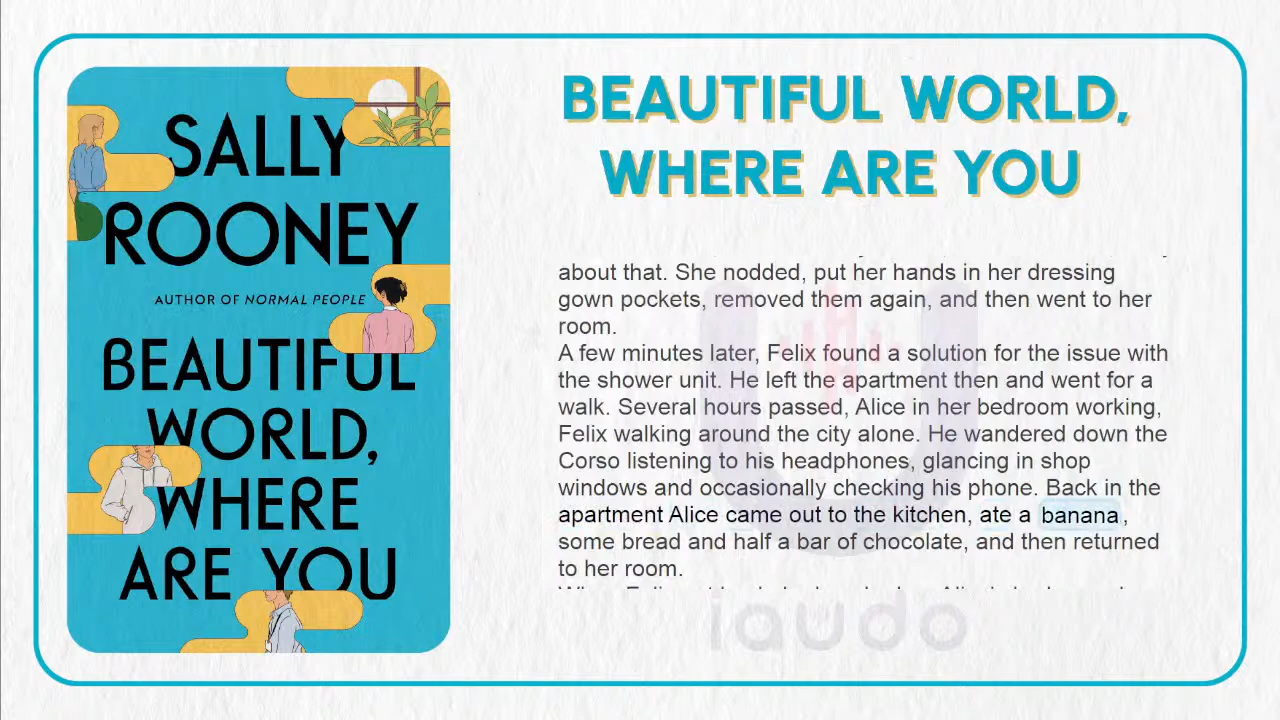 SALLY
ROONEY
AUTHOR OF NORMAL PEOPLE
BEAUTIFUL
WORLD,
WHERE
ARE YOU
BEAUTIFUL WORLD,
WHERE ARE YOU
about that. She nodded, put her hands in her dressing
gown pockets, removed them again, and then went to her
room.
A few minutes later, Felix found a solution for the issue with
the shower unit. He left the apartment then and went for a
walk. Several hours passed, Alice in her bedroom working,
Felix walking around the city alone. He wandered down the
Corso listening to his headphones, glancing in shop
windows and occasionally checking his phone. Back in the
apartment Alice came out to the kitchen, ate a banana,
some bread and half a bar of chocolate, and then returned
to her room.
iaudo